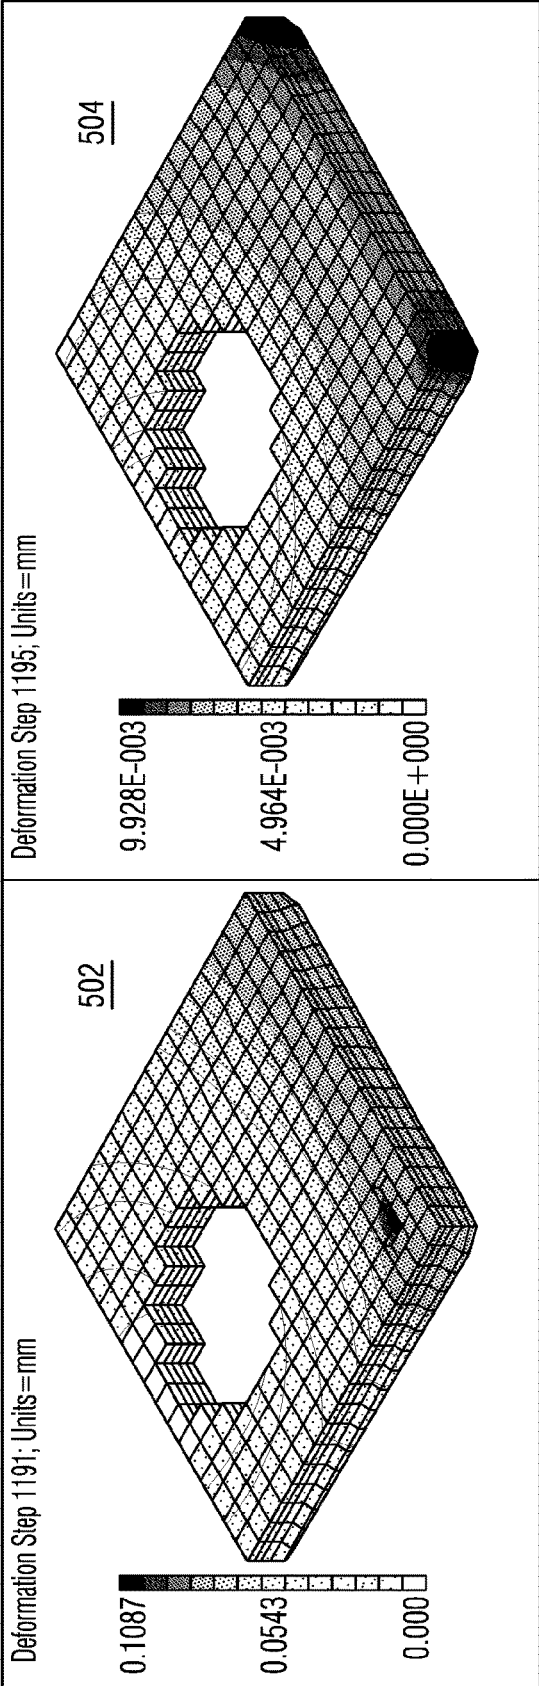 Deformation Step 1191; Units=mm
502
0.1087
0.0543
0.000
Deformation Step 1195; Units=mm
504
9.928E-003
4.964E-003
0.000E+000